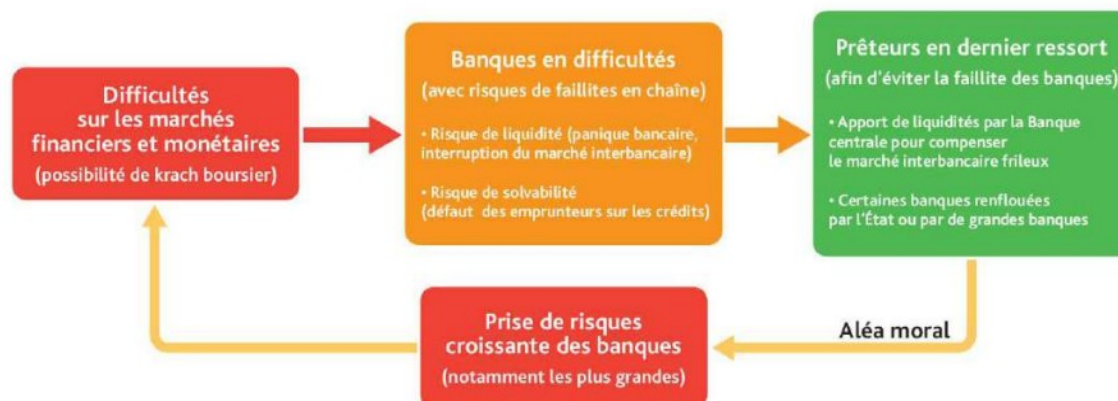 Difficultés
sur les marchés
financiers et monétaires
(possibilité de krach boursier)
Banques en difficultés
(avec risques de faillites en chaîne)
• Risque de liquidité (panique bancaire,
interruption du marché interbancaire)
• Risque de solvabilité
(défaut des emprunteurs sur les crédits)
Prêteurs en dernier ressort
(afin d'éviter la faillite des banques)
• Apport de liquidités par la Banque
centrale pour compenser
le marché interbancaire frileux
• Certaines banques renflouées
par l'État ou par de grandes banques
Aléa moral
Prise de risques
croissante des banques
(notamment les plus grandes)